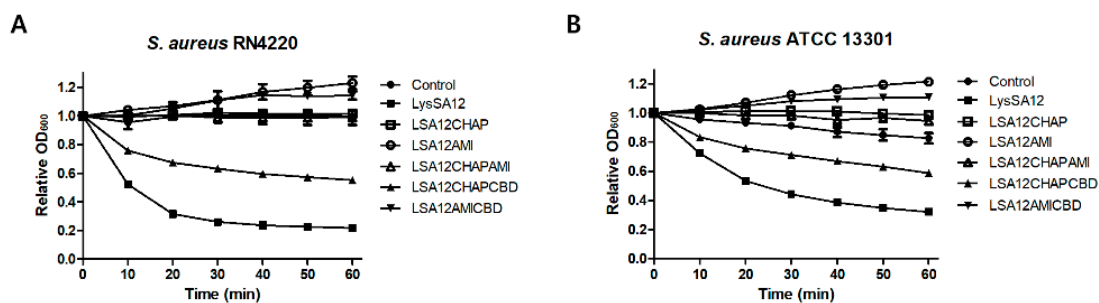 A
S. aureus RN4220
Relative OD600
1.2
1.0
0.8
0.6
0.4
0.2
0.0
0 10 20 30 40 50 60
Time (min)
Control
LysSA12
LSA12CHAP
LSA12AMI
LSA12CHAPAMI
LSA12CHAPCBD
LSA12AMICBD
B
S. aureus ATCC 13301
Relative OD600
1.2
1.0
0.8
0.6
0.4
0.2
0.0
0 10 20 30 40 50 60
Time (min)
Control
LysSA12
LSA12CHAP
LSA12AMI
LSA12CHAPAMI
LSA12CHAPCBD
LSA12AMICBD